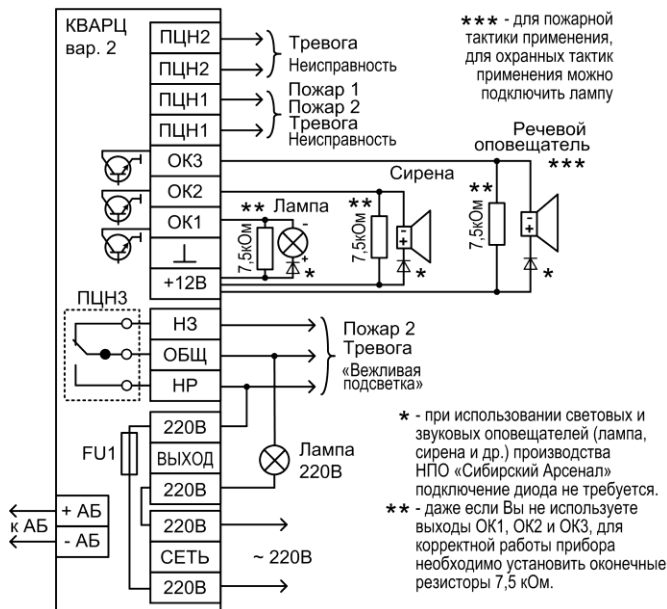 КВАРЦ
вар. 2
ПЦН2
ПЦН2
ПЦН1
ПЦН1
ОК3
ОК2
ОК1
⊥
+12В
Тревога
Неисправность
Пожар 1
Пожар 2
Тревога
Неисправность
*** - для пожарной
тактики применения,
для охранных тактик
применения можно
подключить лампу
Речевой
оповещатель
***
Сирена
Лампа
**
7,5кОм
-
+
*
**
7,5кОм
+ -
*
**
7,5кОм
+ -
*
ПЦН3
НЗ
ОБЩ
НР
Пожар 2
Тревога
«Вежливая
подсветка»
FU1
220В
ВЫХОД
220В
Лампа
220В
220В
СЕТЬ
220В
~ 220В
+ АБ
- АБ
к АБ
* - при использовании световых и
звуковых оповещателей (лампа,
сирена и др.) производства
НПО «Сибирский Арсенал»
подключение диода не требуется.
** - даже если Вы не используете
выходы ОК1, ОК2 и ОК3, для
корректной работы прибора
необходимо установить оконечные
резисторы 7,5 кОм.